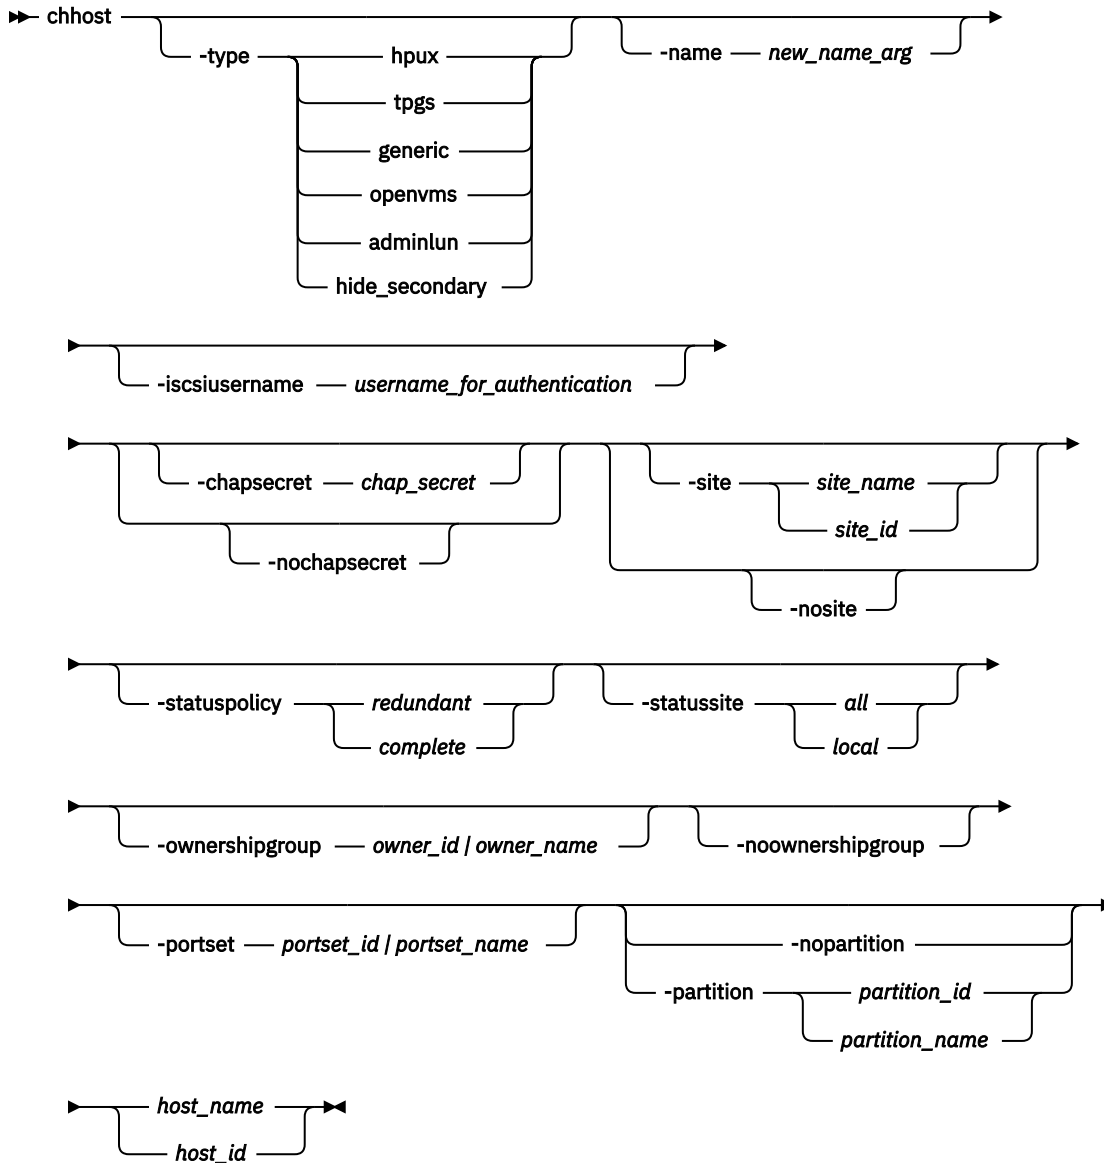 chhost
-type hpux -name new_name_arg
tpgs
generic
openvms
adminlun
hide_secondary
-iscsiusername username_for_authentication
-chapsecret chap_secret -site site_name
site_id
-nochapsecret
-nosite
-statuspolicy redundant -statussite all
complete local
-ownershipgroup owner_id / owner_name -noownershipgroup
-portset portset_id / portset_name -nopartition
-partition partition_id
partition_name
host_name
host_id